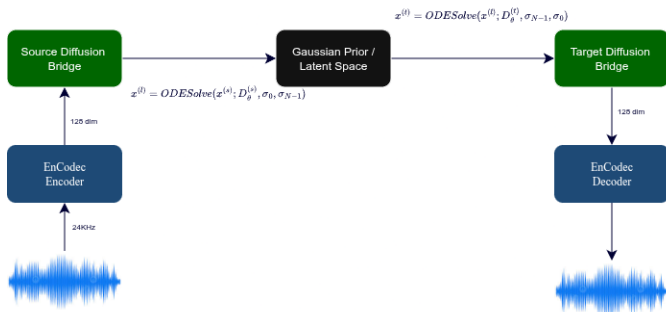 x^{(t)} = ODESolve(x^{(l)}; D_θ^{(t)}, σ_{N−1}, σ_0)
Source Diffusion
Bridge
Gaussian Prior /
Latent Space
Target Diffusion
Bridge
x^{(l)} = ODESolve(x^{(s)}; D_θ^{(s)}, σ_0, σ_{N−1})
128 dim
128 dim
EnCodec
Encoder
EnCodec
Decoder
24KHz